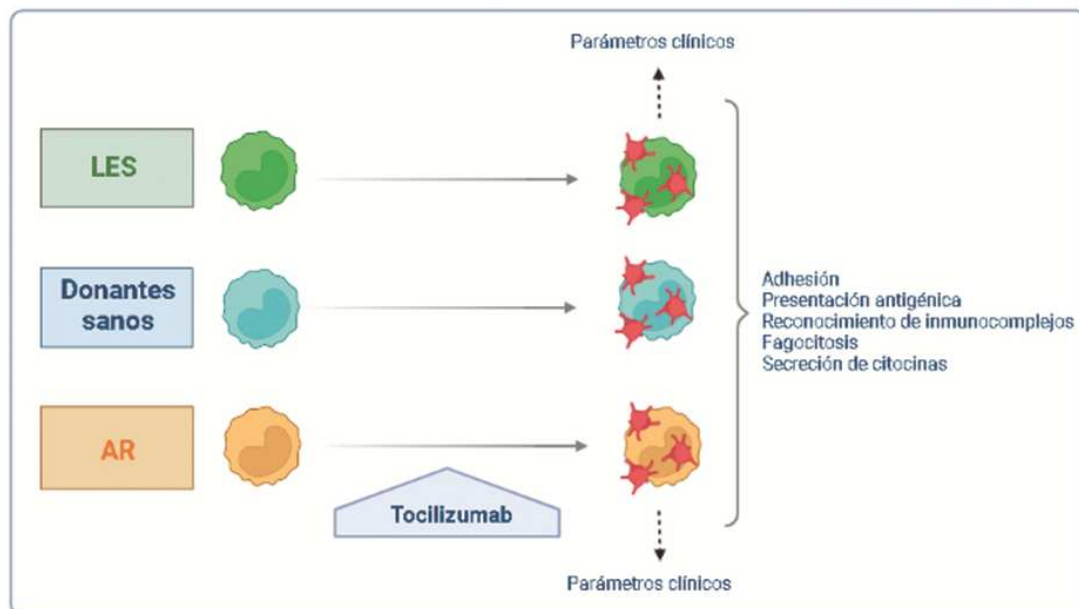 Parámetros clínicos
LES
Donantes
sanos
AR
Adhesión
Presentación antigénica
Reconocimiento de inmunocomplejos
Fagocitosis
Secreción de citocinas
Tocilizumab
Parámetros clínicos